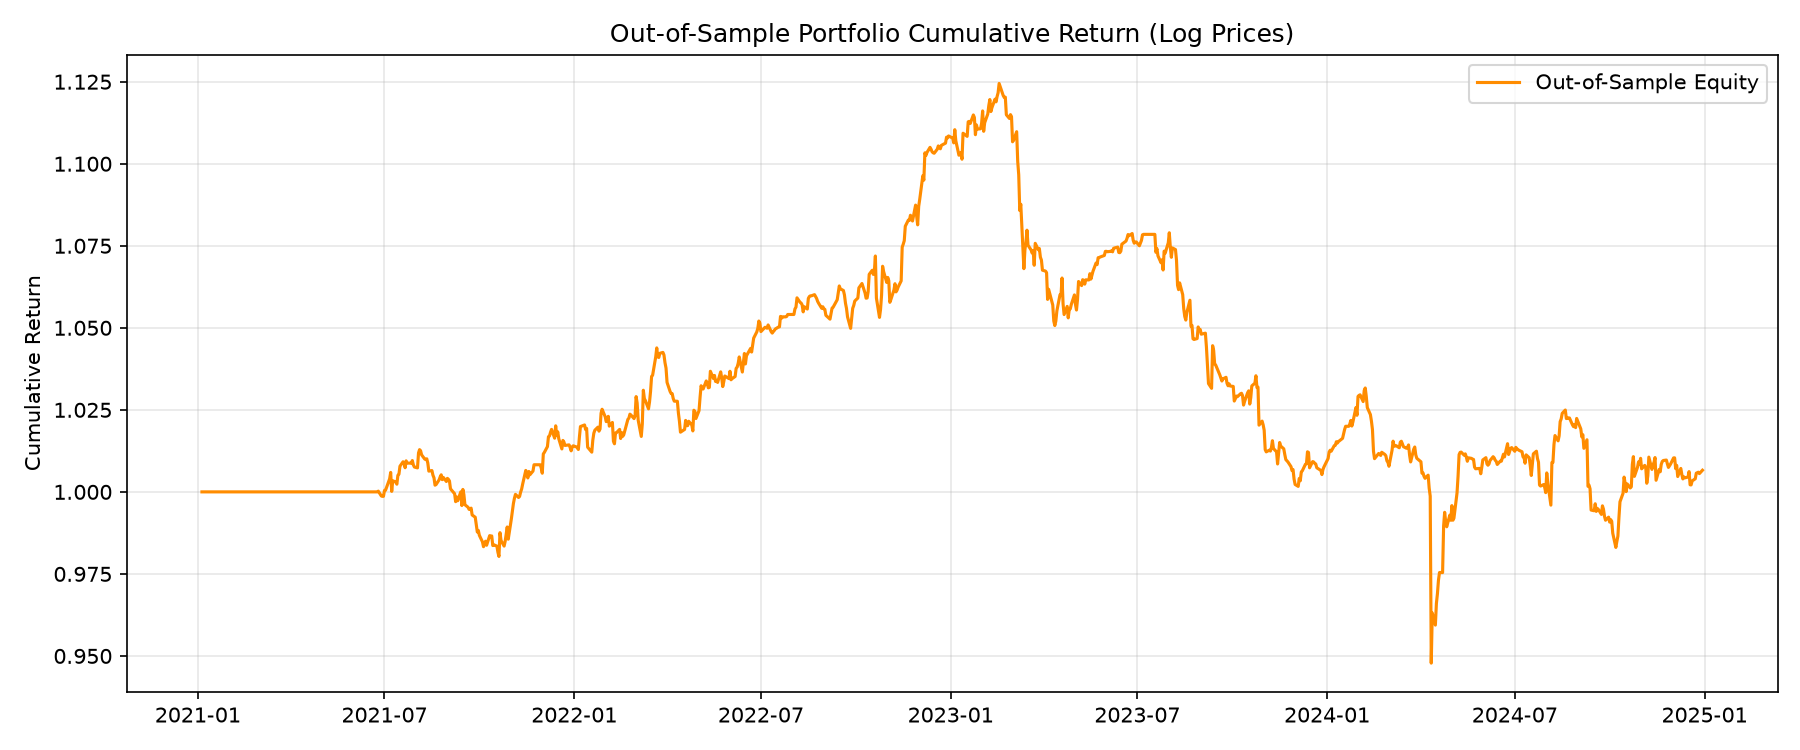 Out-of-Sample Portfolio Cumulative Return (Log Prices)
Out-of-Sample Equity
Cumulative Return
1.125
1.100
1.075
1.050
1.025
1.000
0.975
0.950
2021-01 2021-07 2022-01 2022-07 2023-01 2023-07 2024-01 2024-07 2025-01